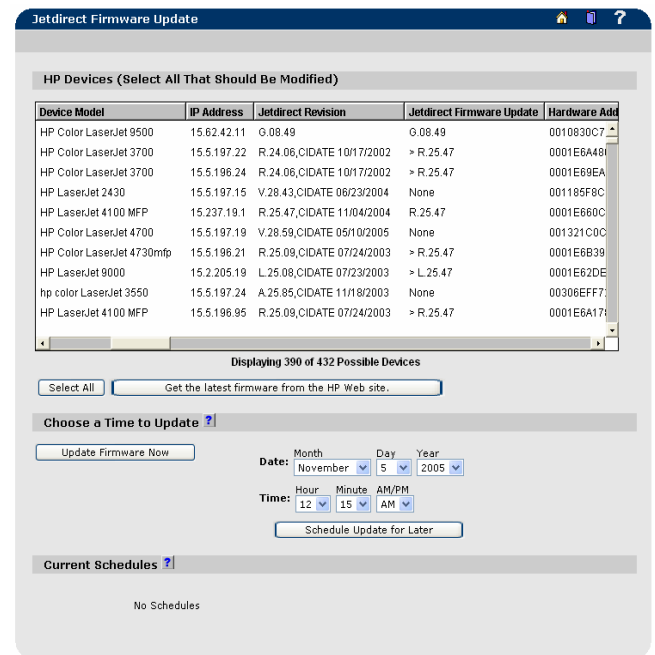 Jetdirect Firmware Update ?
HP Devices (Select All That Should Be Modified)
Device Model IP Address Jetdirect Revision Jetdirect Firmware Update Hardware Add
HP Color LaserJet 9500 15.62.42.11 G.08.49 G.08.49 0010830C7
HP Color LaserJet 3700 15.5.197.22 R.24.06,CIDATE 10/17/2002 > R.25.47 0001E6A48
HP Color LaserJet 3700 15.5.196.24 R.24.06,CIDATE 10/17/2002 > R.25.47 0001E69EA
HP LaserJet 2430 15.5.197.15 V.28.43,CIDATE 06/23/2004 None 001185F8C
HP LaserJet 4100 MFP 15.237.19.1 R.25.47,CIDATE 11/04/2004 R.25.47 0001E660C
HP Color LaserJet 4700 15.5.197.19 V.28.59,CIDATE 05/10/2005 None 001321C0C
HP Color LaserJet 4730mfp 15.5.196.21 R.25.09,CIDATE 07/24/2003 > R.25.47 0001E6B39
HP LaserJet 9000 15.2.205.19 L.25.08,CIDATE 07/23/2003 > L.25.47 0001E62DE
hp color LaserJet 3550 15.5.197.24 A.25.85,CIDATE 11/18/2003 None 00306EFF7
HP LaserJet 4100 MFP 15.5.196.95 R.25.09,CIDATE 07/24/2003 > R.25.47 0001E6A17
Displaying 390 of 432 Possible Devices
Select All Get the latest firmware from the HP Web site.
Choose a Time to Update ?
Update Firmware Now
Month Day Year
Date: November 5 2005
Hour Minute AM/PM
Time: 12 15 AM
Schedule Update for Later
Current Schedules ?
No Schedules